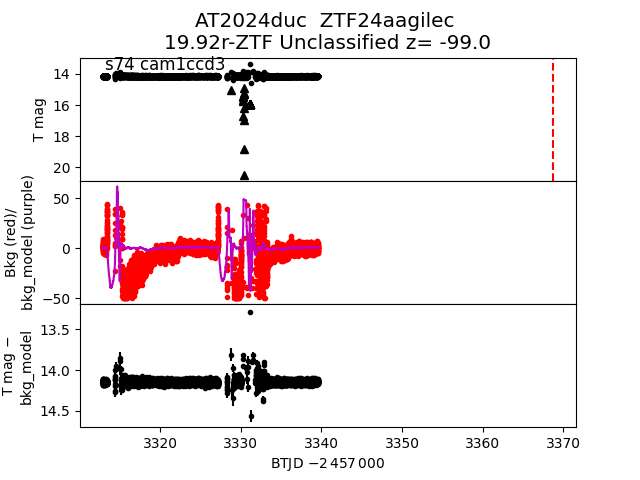 AT2024duc  ZTF24aagilec
19.92r-ZTF Unclassified z= -99.0
s74 cam1ccd3
T mag
14
16
18
20
Bkg (red)/
bkg_model (purple)
50
0
−50
T mag −
bkg_model
13.5
14.0
14.5
3320
3330
3340
3350
3360
3370
BTJD −2 457 000